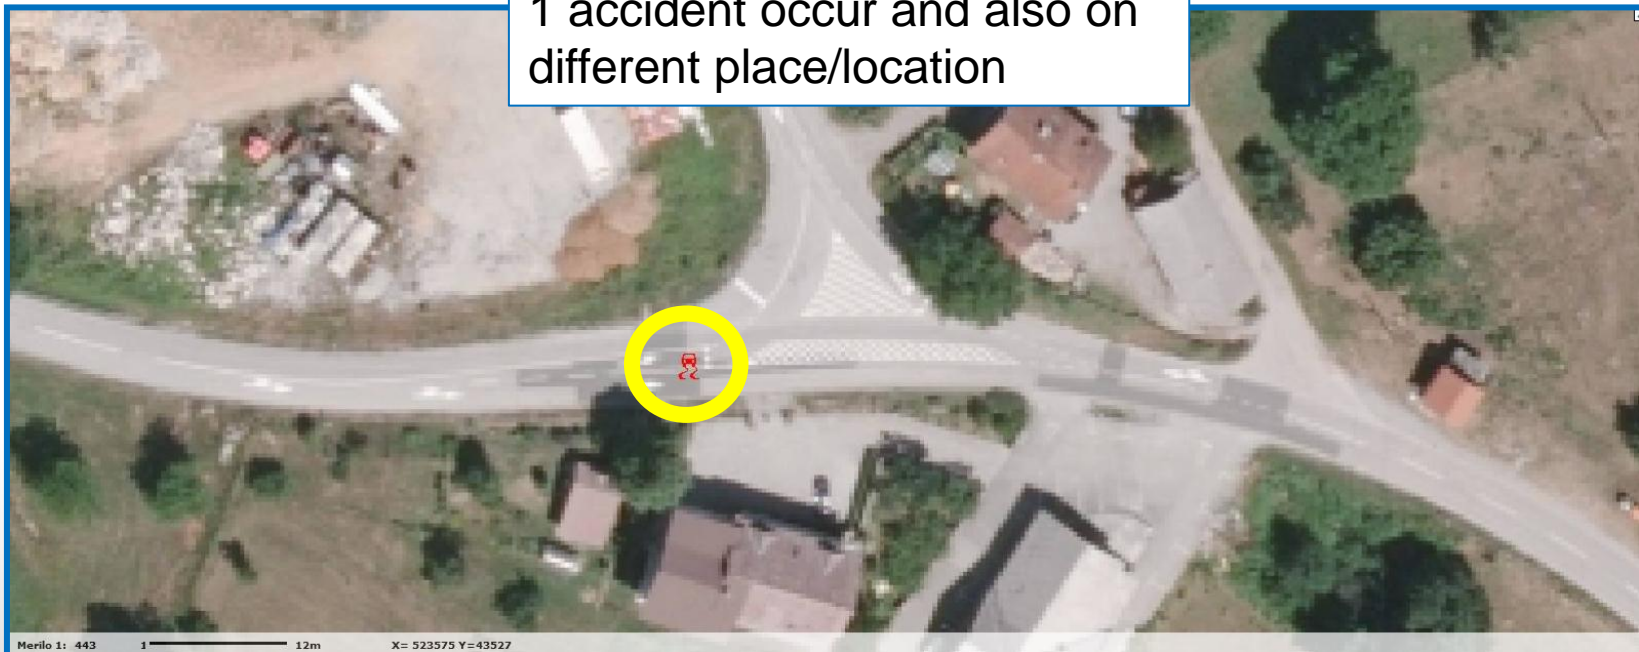 1 accident occur and also on
different place/location
Merilo 1: 443 1 12m X= 523575 Y=43527